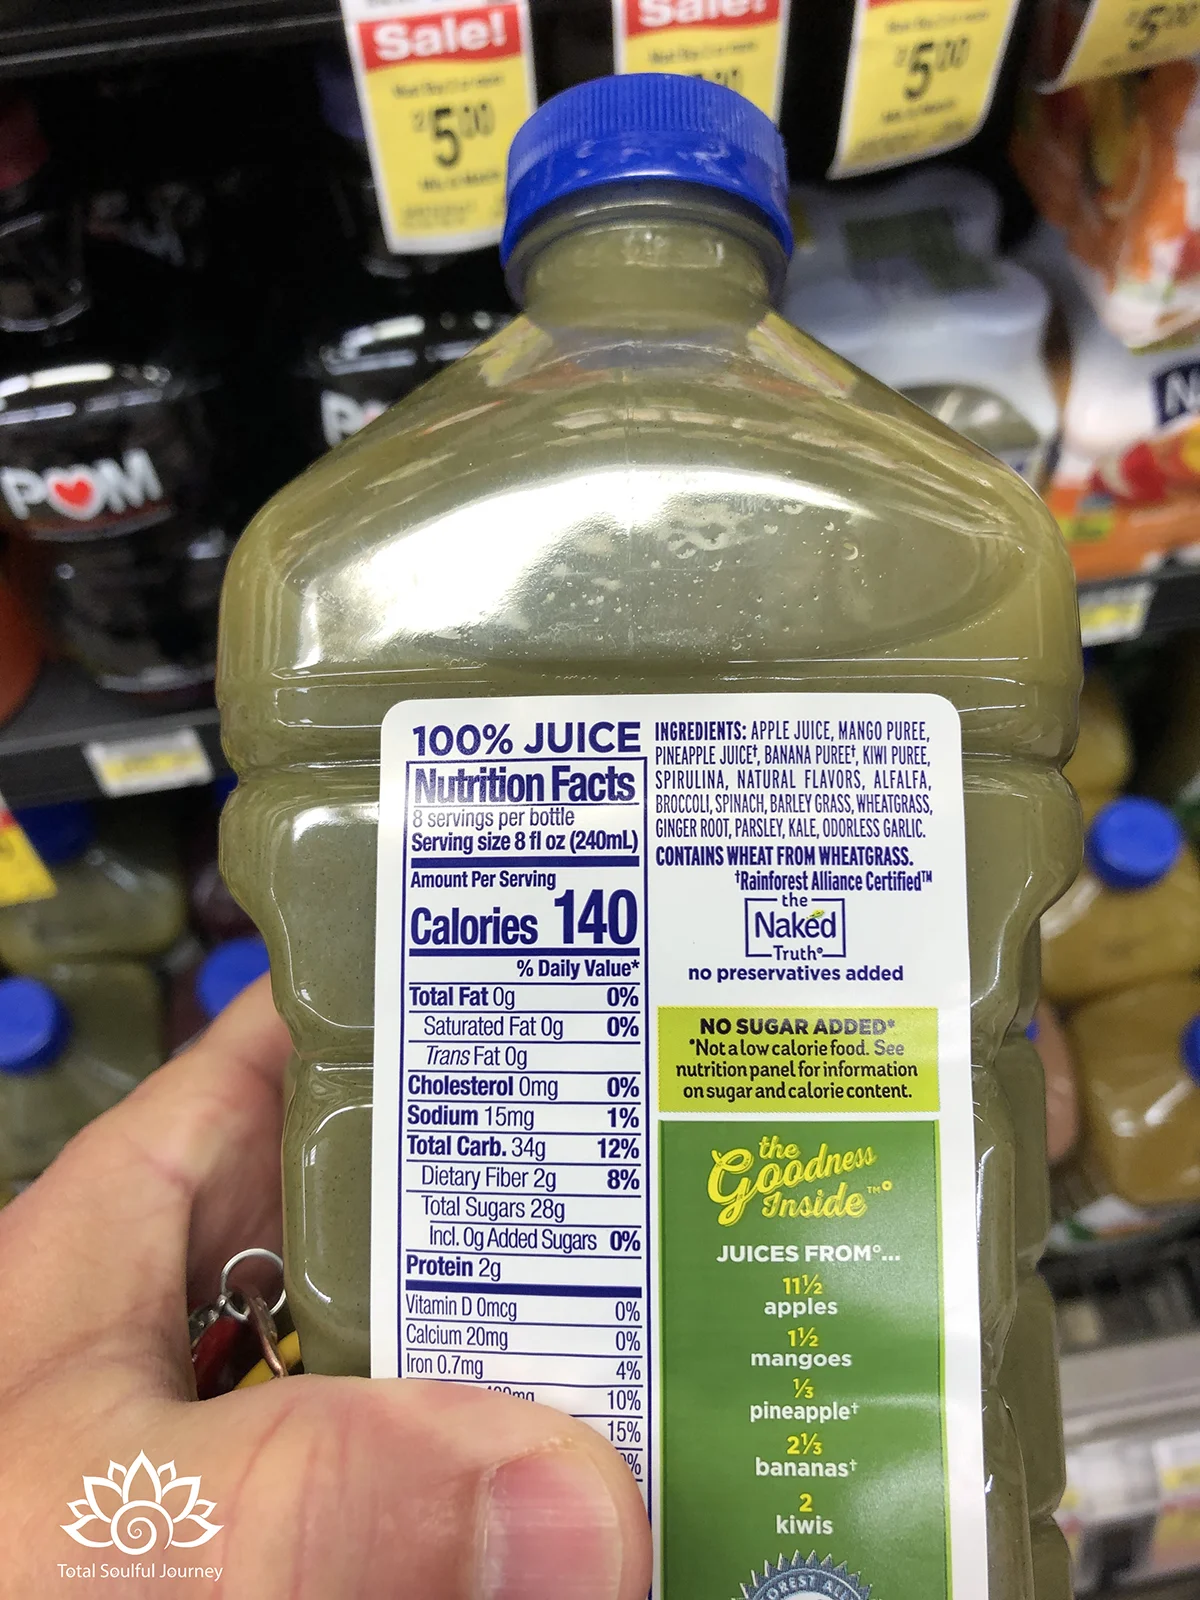 Sale!
2/$5.00
Sale!
2/$5.00
POM
100% JUICE
Nutrition Facts
8 servings per bottle
Serving size 8 fl oz (240mL)
Amount Per Serving
Calories 140
% Daily Value*
Total Fat 0g 0%
Saturated Fat 0g 0%
Trans Fat 0g
Cholesterol 0mg 0%
Sodium 15mg 1%
Total Carb. 34g 12%
Dietary Fiber 2g 8%
Total Sugars 28g
Incl. 0g Added Sugars 0%
Protein 2g
Vitamin D 0mcg 0%
Calcium 20mg 0%
Iron 0.7mg 4%
10%
15%
INGREDIENTS: APPLE JUICE, MANGO PUREE,
PINEAPPLE JUICE†, BANANA PUREE†, KIWI PUREE,
SPIRULINA, NATURAL FLAVORS, ALFALFA,
BROCCOLI, SPINACH, BARLEY GRASS, WHEATGRASS,
GINGER ROOT, PARSLEY, KALE, ODORLESS GARLIC.
CONTAINS WHEAT FROM WHEATGRASS.
†Rainforest Alliance Certified™
the
Naked
Truth°
no preservatives added
NO SUGAR ADDED*
*Not a low calorie food. See
nutrition panel for information
on sugar and calorie content.
the
Goodness
Inside™°
JUICES FROM°...
11½
apples
1½
mangoes
⅓
pineapple†
2⅓
bananas†
2
kiwis
Total Soulful Journey